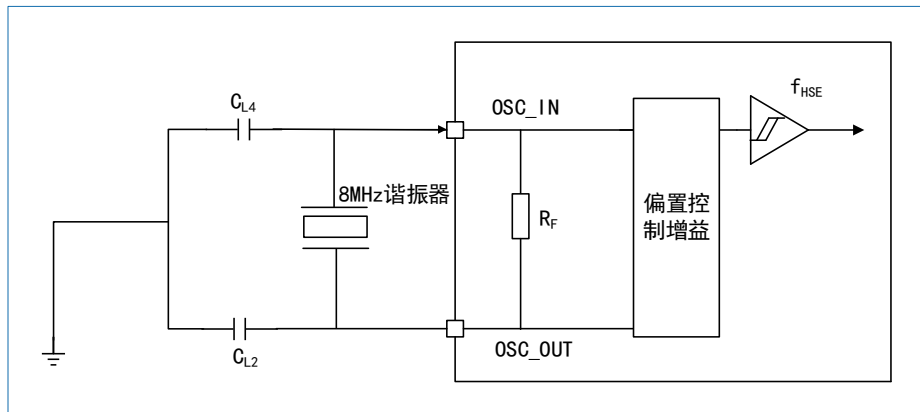 C_L4
OSC_IN
f_HSE
8MHz谐振器
R_F
偏置控
制增益
C_L2
OSC_OUT